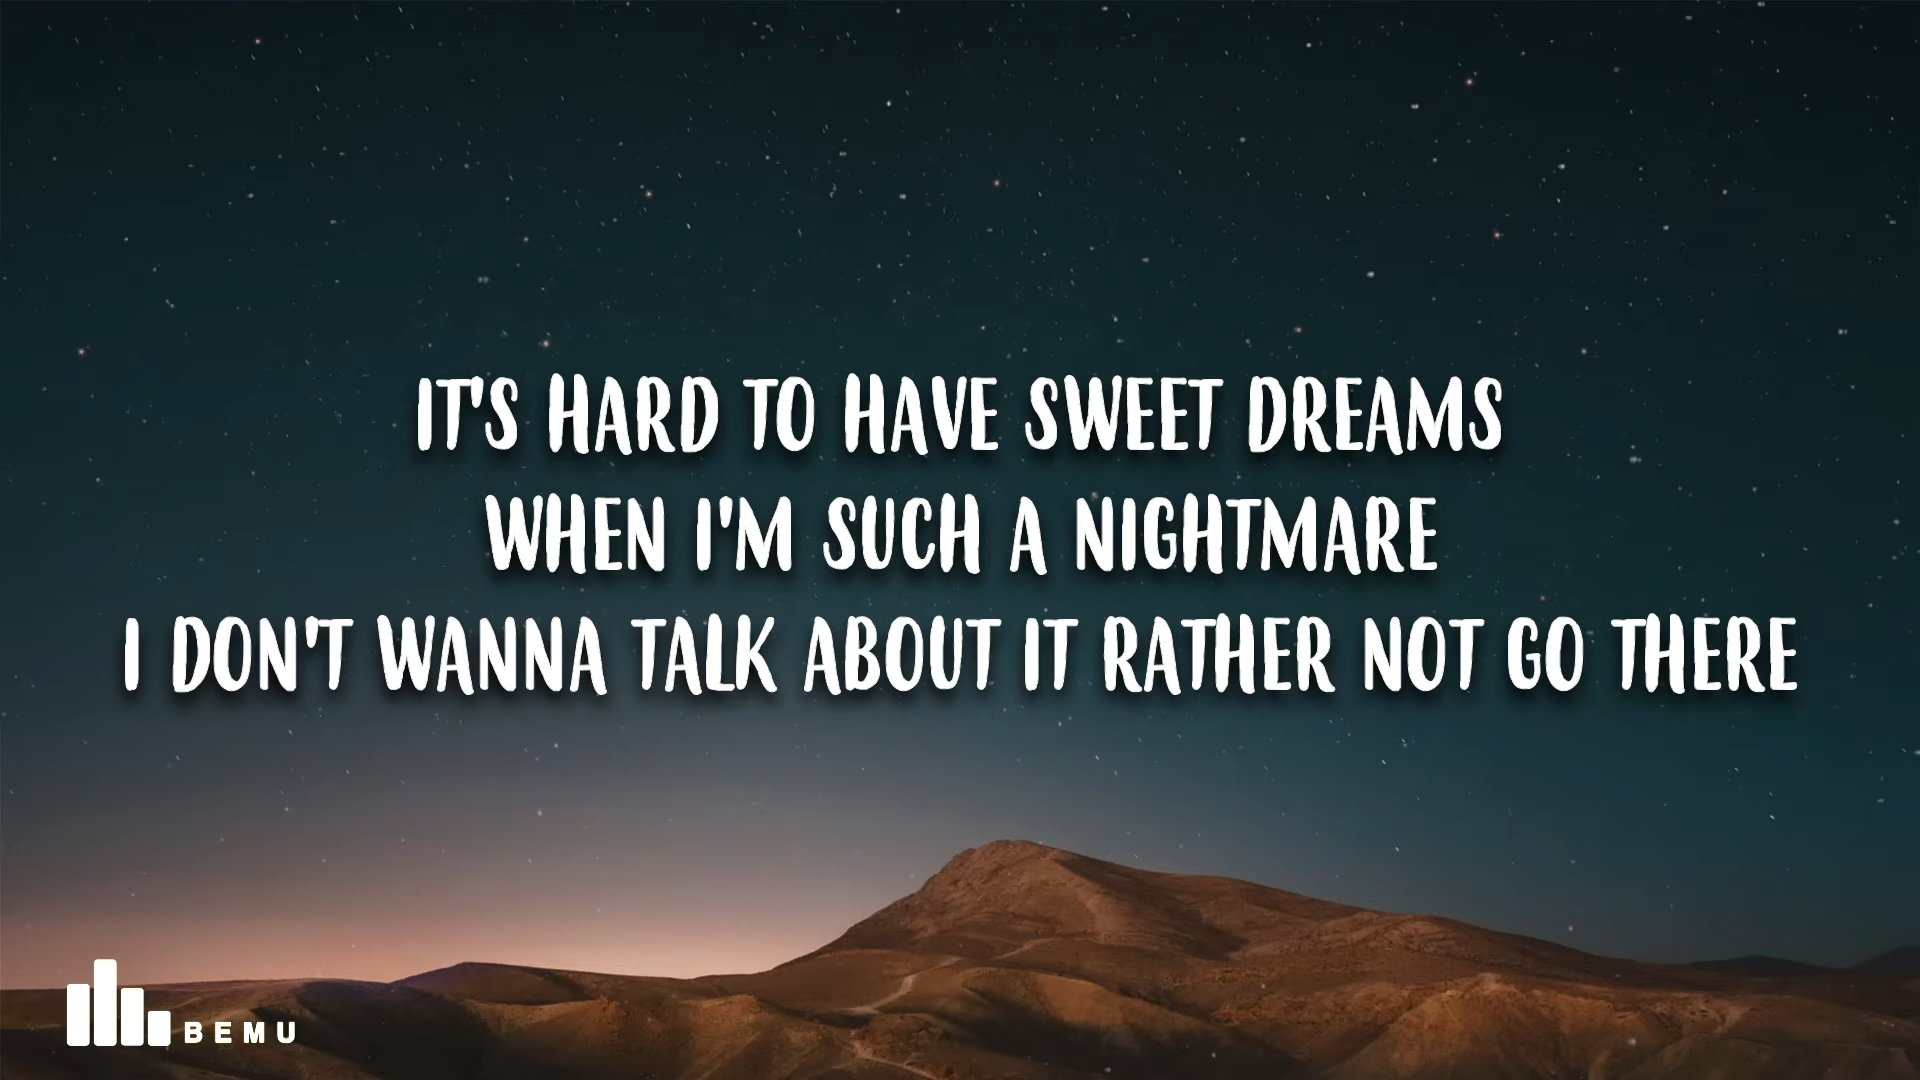 IT'S HARD TO HAVE SWEET DREAMS
WHEN I'M SUCH A NIGHTMARE
I DON'T WANNA TALK ABOUT IT RATHER NOT GO THERE
BEMU